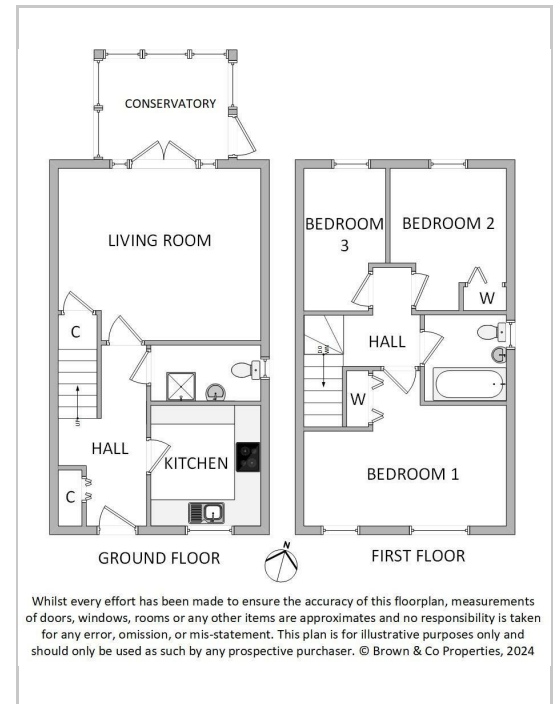 CONSERVATORY
LIVING ROOM
C
HALL
KITCHEN
C
GROUND FLOOR
BEDROOM
3
BEDROOM 2
W
HALL
W
BEDROOM 1
FIRST FLOOR
N
Whilst every effort has been made to ensure the accuracy of this floorplan, measurements
of doors, windows, rooms or any other items are approximates and no responsibility is taken
for any error, omission, or mis-statement. This plan is for illustrative purposes only and
should only be used as such by any prospective purchaser. © Brown & Co Properties, 2024